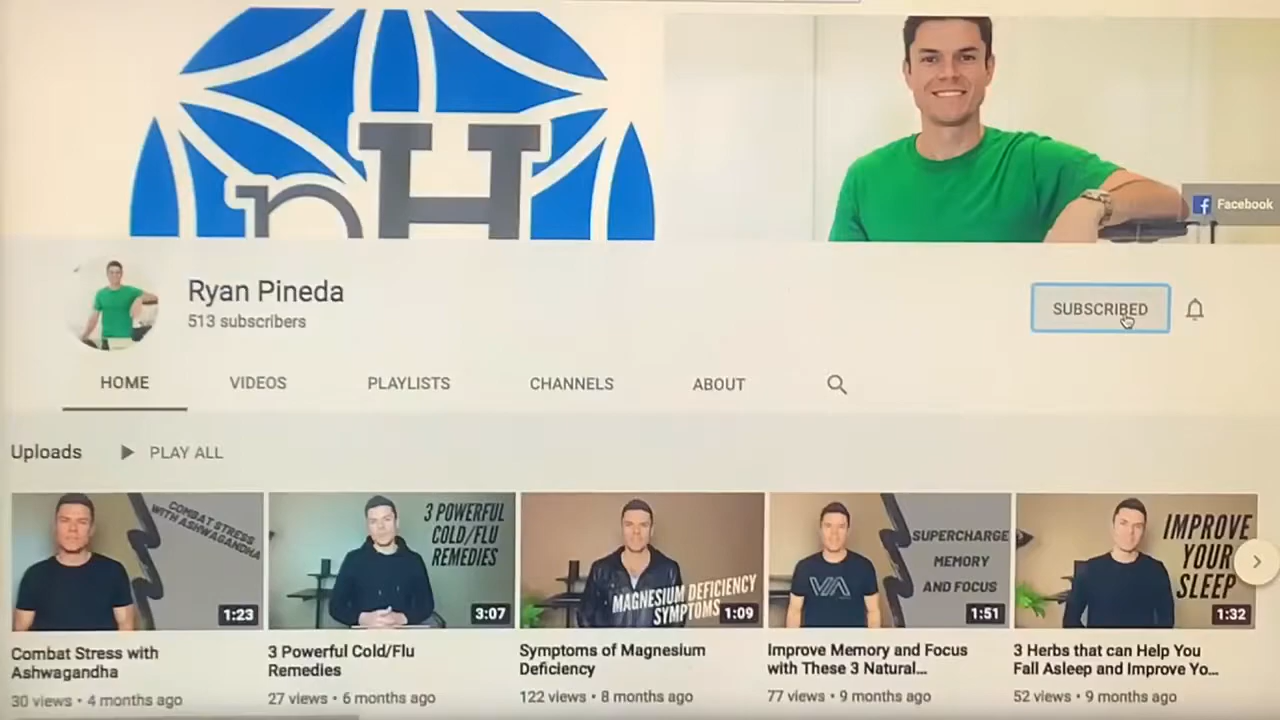 pH
Facebook
Ryan Pineda
513 subscribers
SUBSCRIBED
HOME
VIDEOS
PLAYLISTS
CHANNELS
ABOUT
Uploads
PLAY ALL
COMBAT STRESS
WITH ASHWAGANDHA
1:23
3 POWERFUL
COLD/FLU
REMEDIES
3:07
MAGNESIUM DEFICIENCY
SYMPTOMS
1:09
SUPERCHARGE
MEMORY
AND FOCUS
1:51
IMPROVE
YOUR
SLEEP
1:32
Combat Stress with
Ashwagandha
30 views • 4 months ago
3 Powerful Cold/Flu
Remedies
27 views • 6 months ago
Symptoms of Magnesium
Deficiency
122 views • 8 months ago
Improve Memory and Focus
with These 3 Natural...
77 views • 9 months ago
3 Herbs that can Help You
Fall Asleep and Improve Yo...
52 views • 9 months ago